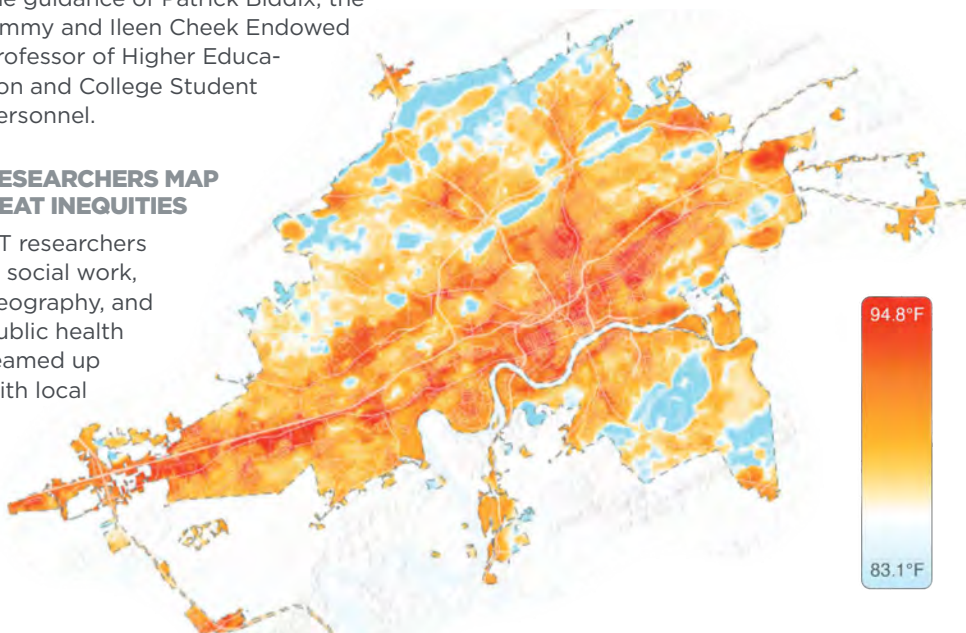 he guidance of Patrick Biddix, the
mmy and Ileen Cheek Endowed
rofessor of Higher Educa-
on and College Student
ersonnel.
ESEARCHERS MAP
EAT INEQUITIES
T researchers
social work,
eography, and
ublic health
eamed up
ith local
94.8°F
83.1°F